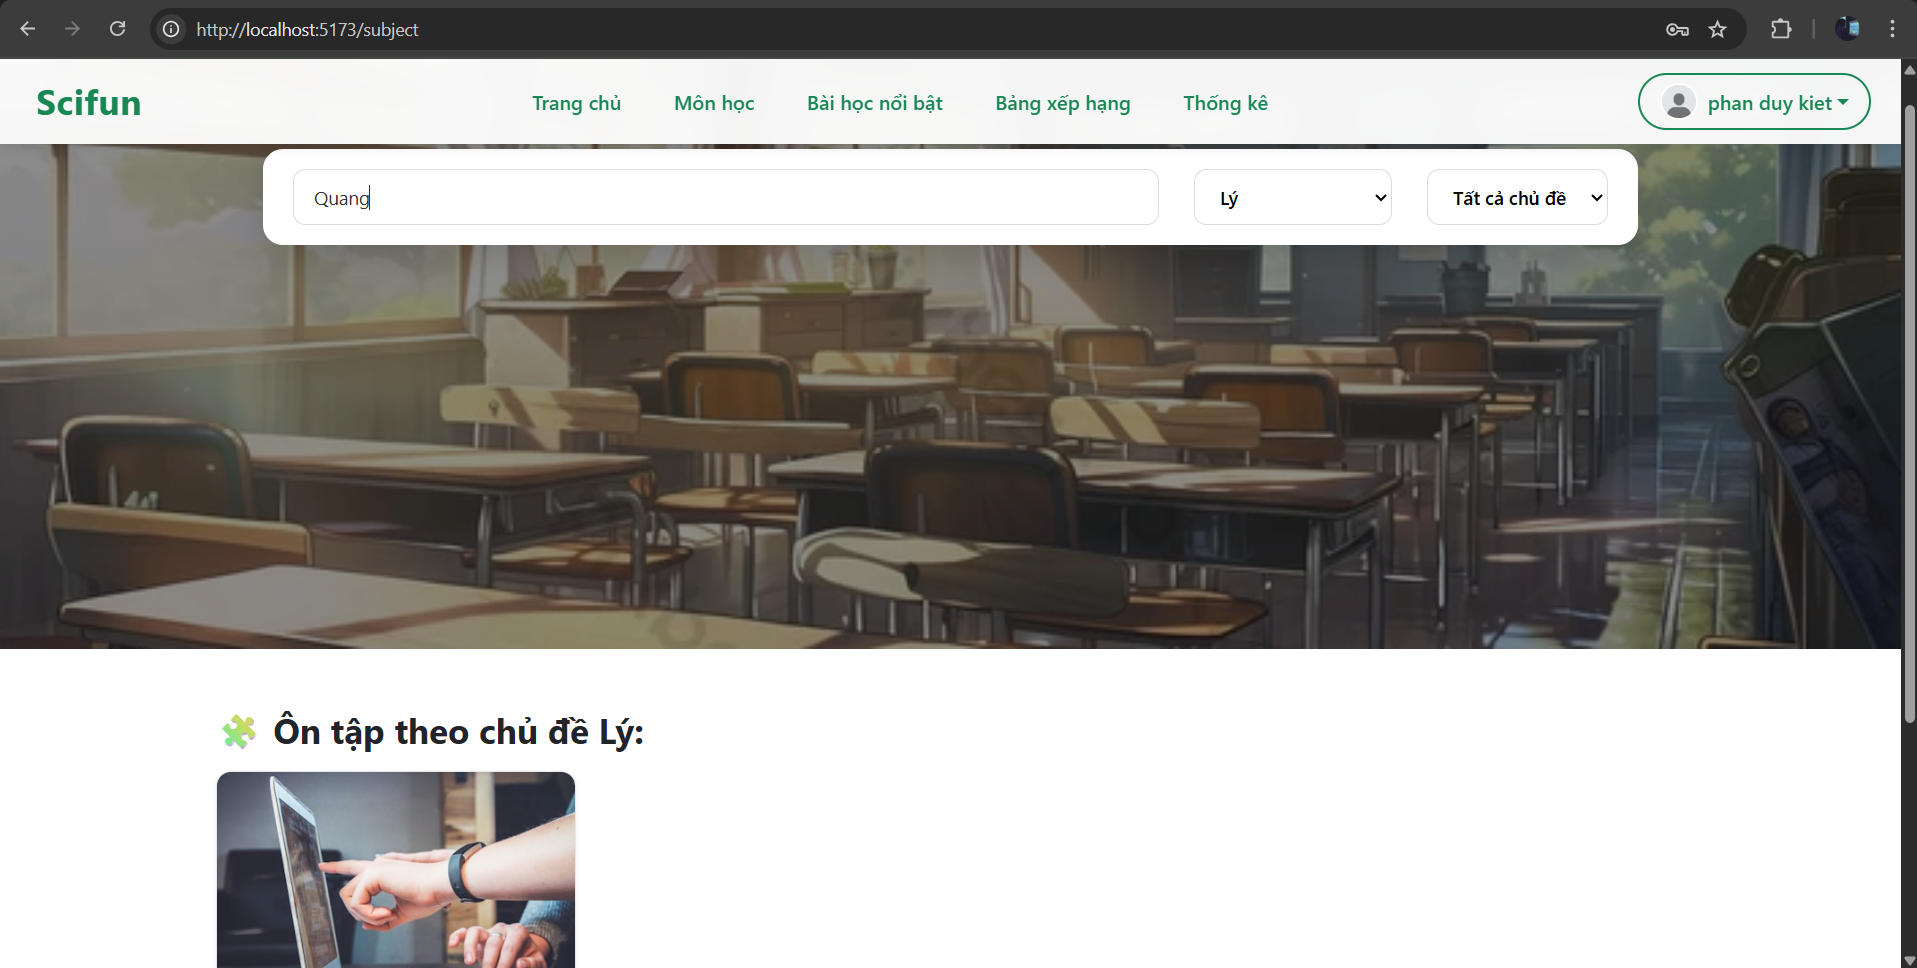 http://localhost:5173/subject
Scifun
Trang chủ
Môn học
Bài học nổi bật
Bảng xếp hạng
Thống kê
phan duy kiet
Quang
Lý
Tất cả chủ đề
Ôn tập theo chủ đề Lý: